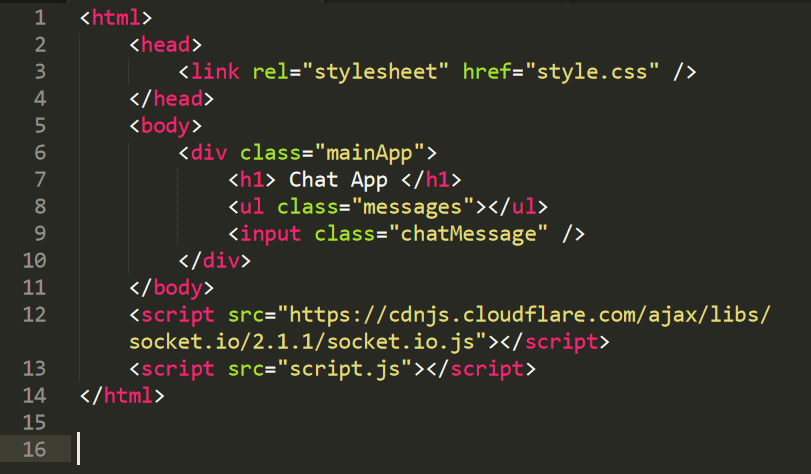 1 <html>
2     <head>
3         <link rel="stylesheet" href="style.css" />
4     </head>
5     <body>
6         <div class="mainApp">
7             <h1> Chat App </h1>
8             <ul class="messages"></ul>
9             <input class="chatMessage" />
10         </div>
11     </body>
12     <script src="https://cdnjs.cloudflare.com/ajax/libs/
socket.io/2.1.1/socket.io.js"></script>
13     <script src="script.js"></script>
14 </html>
15
16